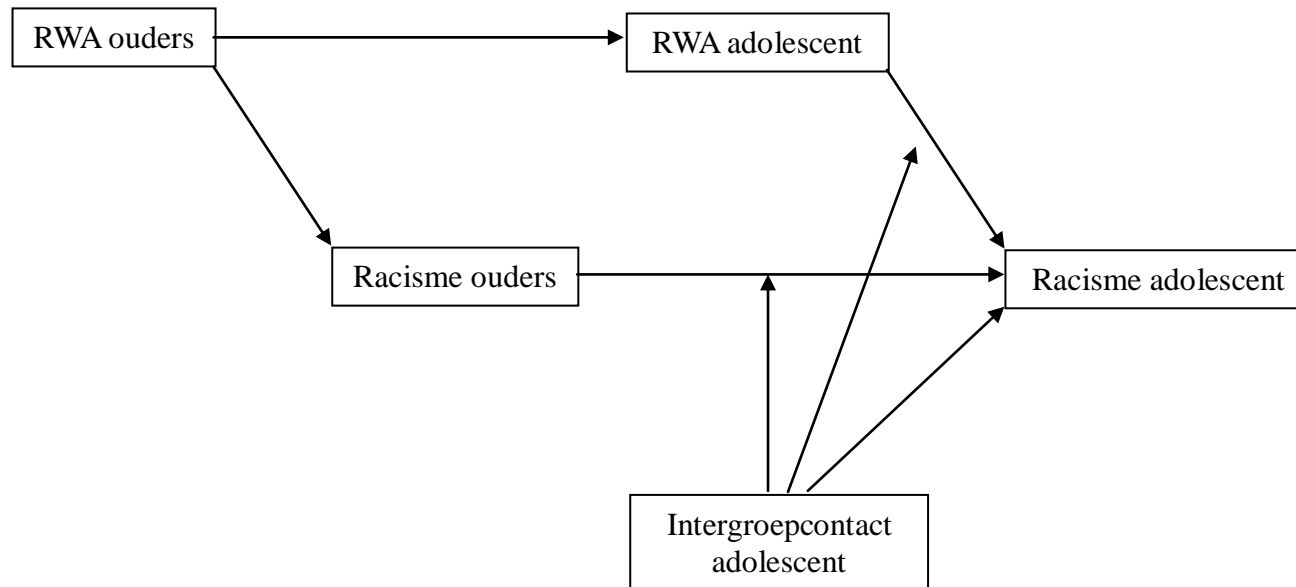 RWA ouders
RWA adolescent
Racisme ouders
Racisme adolescent
Intergroepcontact
adolescent